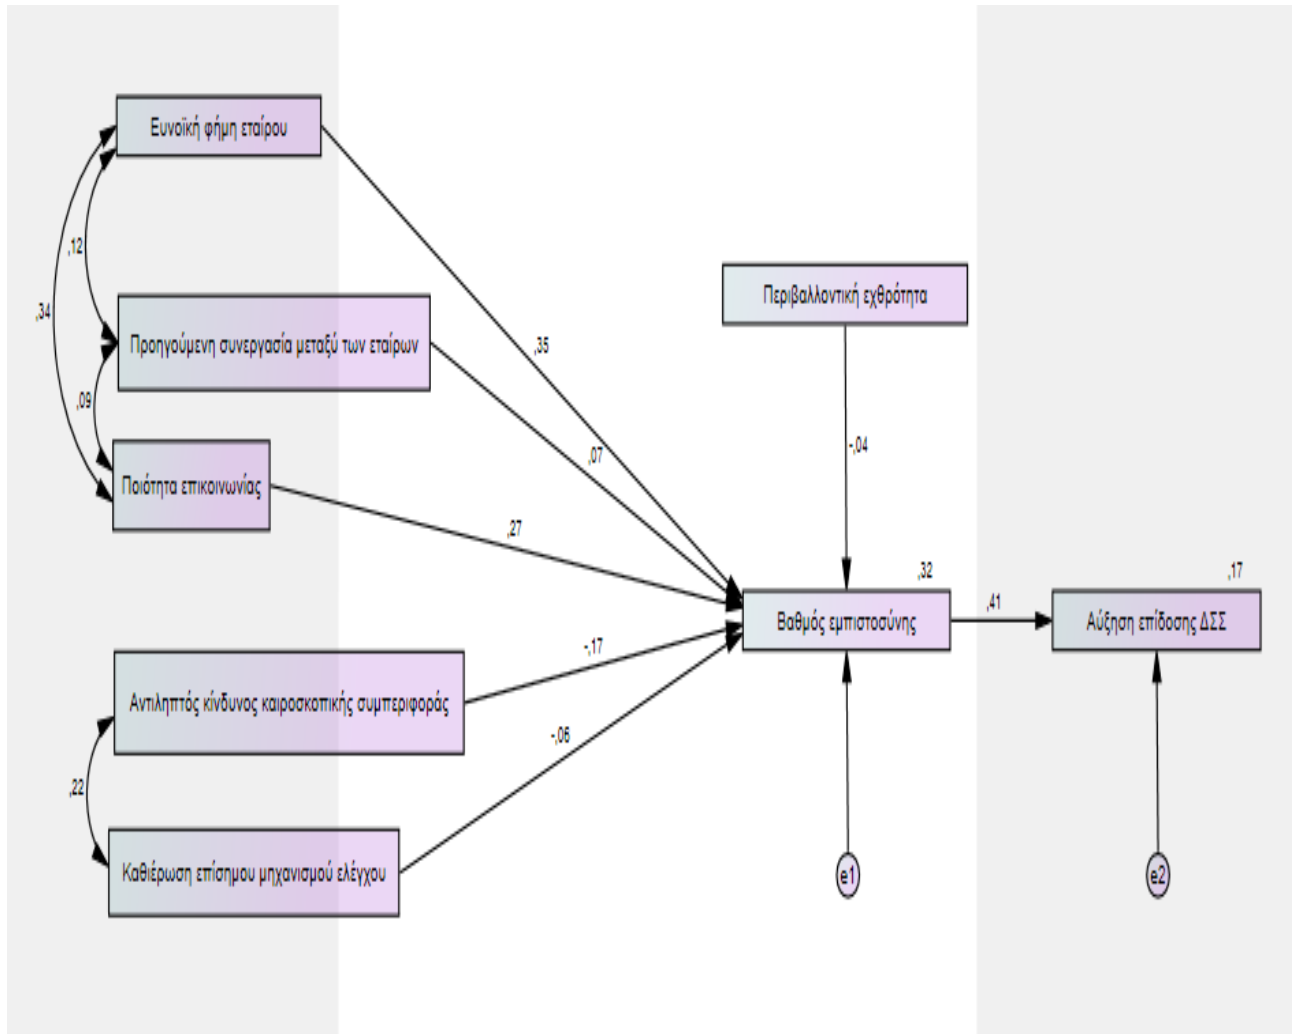 Ευνοϊκή φήμη εταίρου
,12
,34
Περιβαλλοντική εχθρότητα
Προηγούμενη συνεργασία μεταξύ των εταίρων
,35
,09
-,04
,07
Ποιότητα επικοινωνίας
,27
,32
,17
,41
Βαθμός εμπιστοσύνης
Αύξηση επίδοσης ΔΣΣ
-,17
Αντιληπτός κίνδυνος καιροσκοπικής συμπεριφοράς
-,06
,22
Καθιέρωση επίσημου μηχανισμού ελέγχου
e1
e2